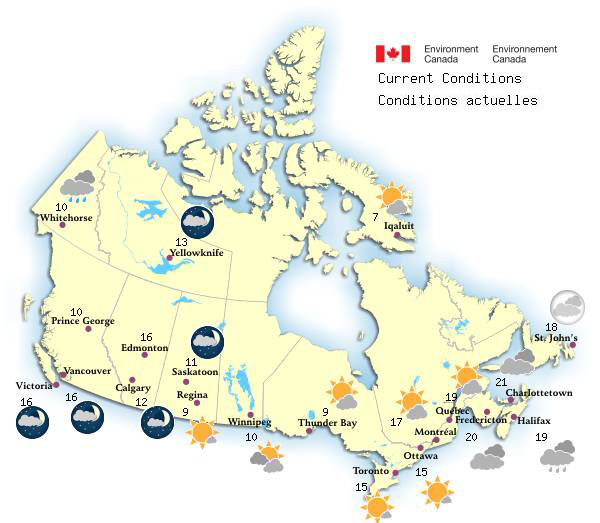 Environment
Canada
Environnement
Canada
Current Conditions
Conditions actuelles
10
Whitehorse
7
Iqaluit
13
Yellowknife
10
Prince George
16
Edmonton
11
Saskatoon
18
St. John's
Vancouver
Victoria
16
16
Calgary
12
Regina
9
Winnipeg
10
9
Thunder Bay
17
19
Québec
21
Charlottetown
Fredericton
20
Halifax
19
Montréal
Ottawa
15
Toronto
15